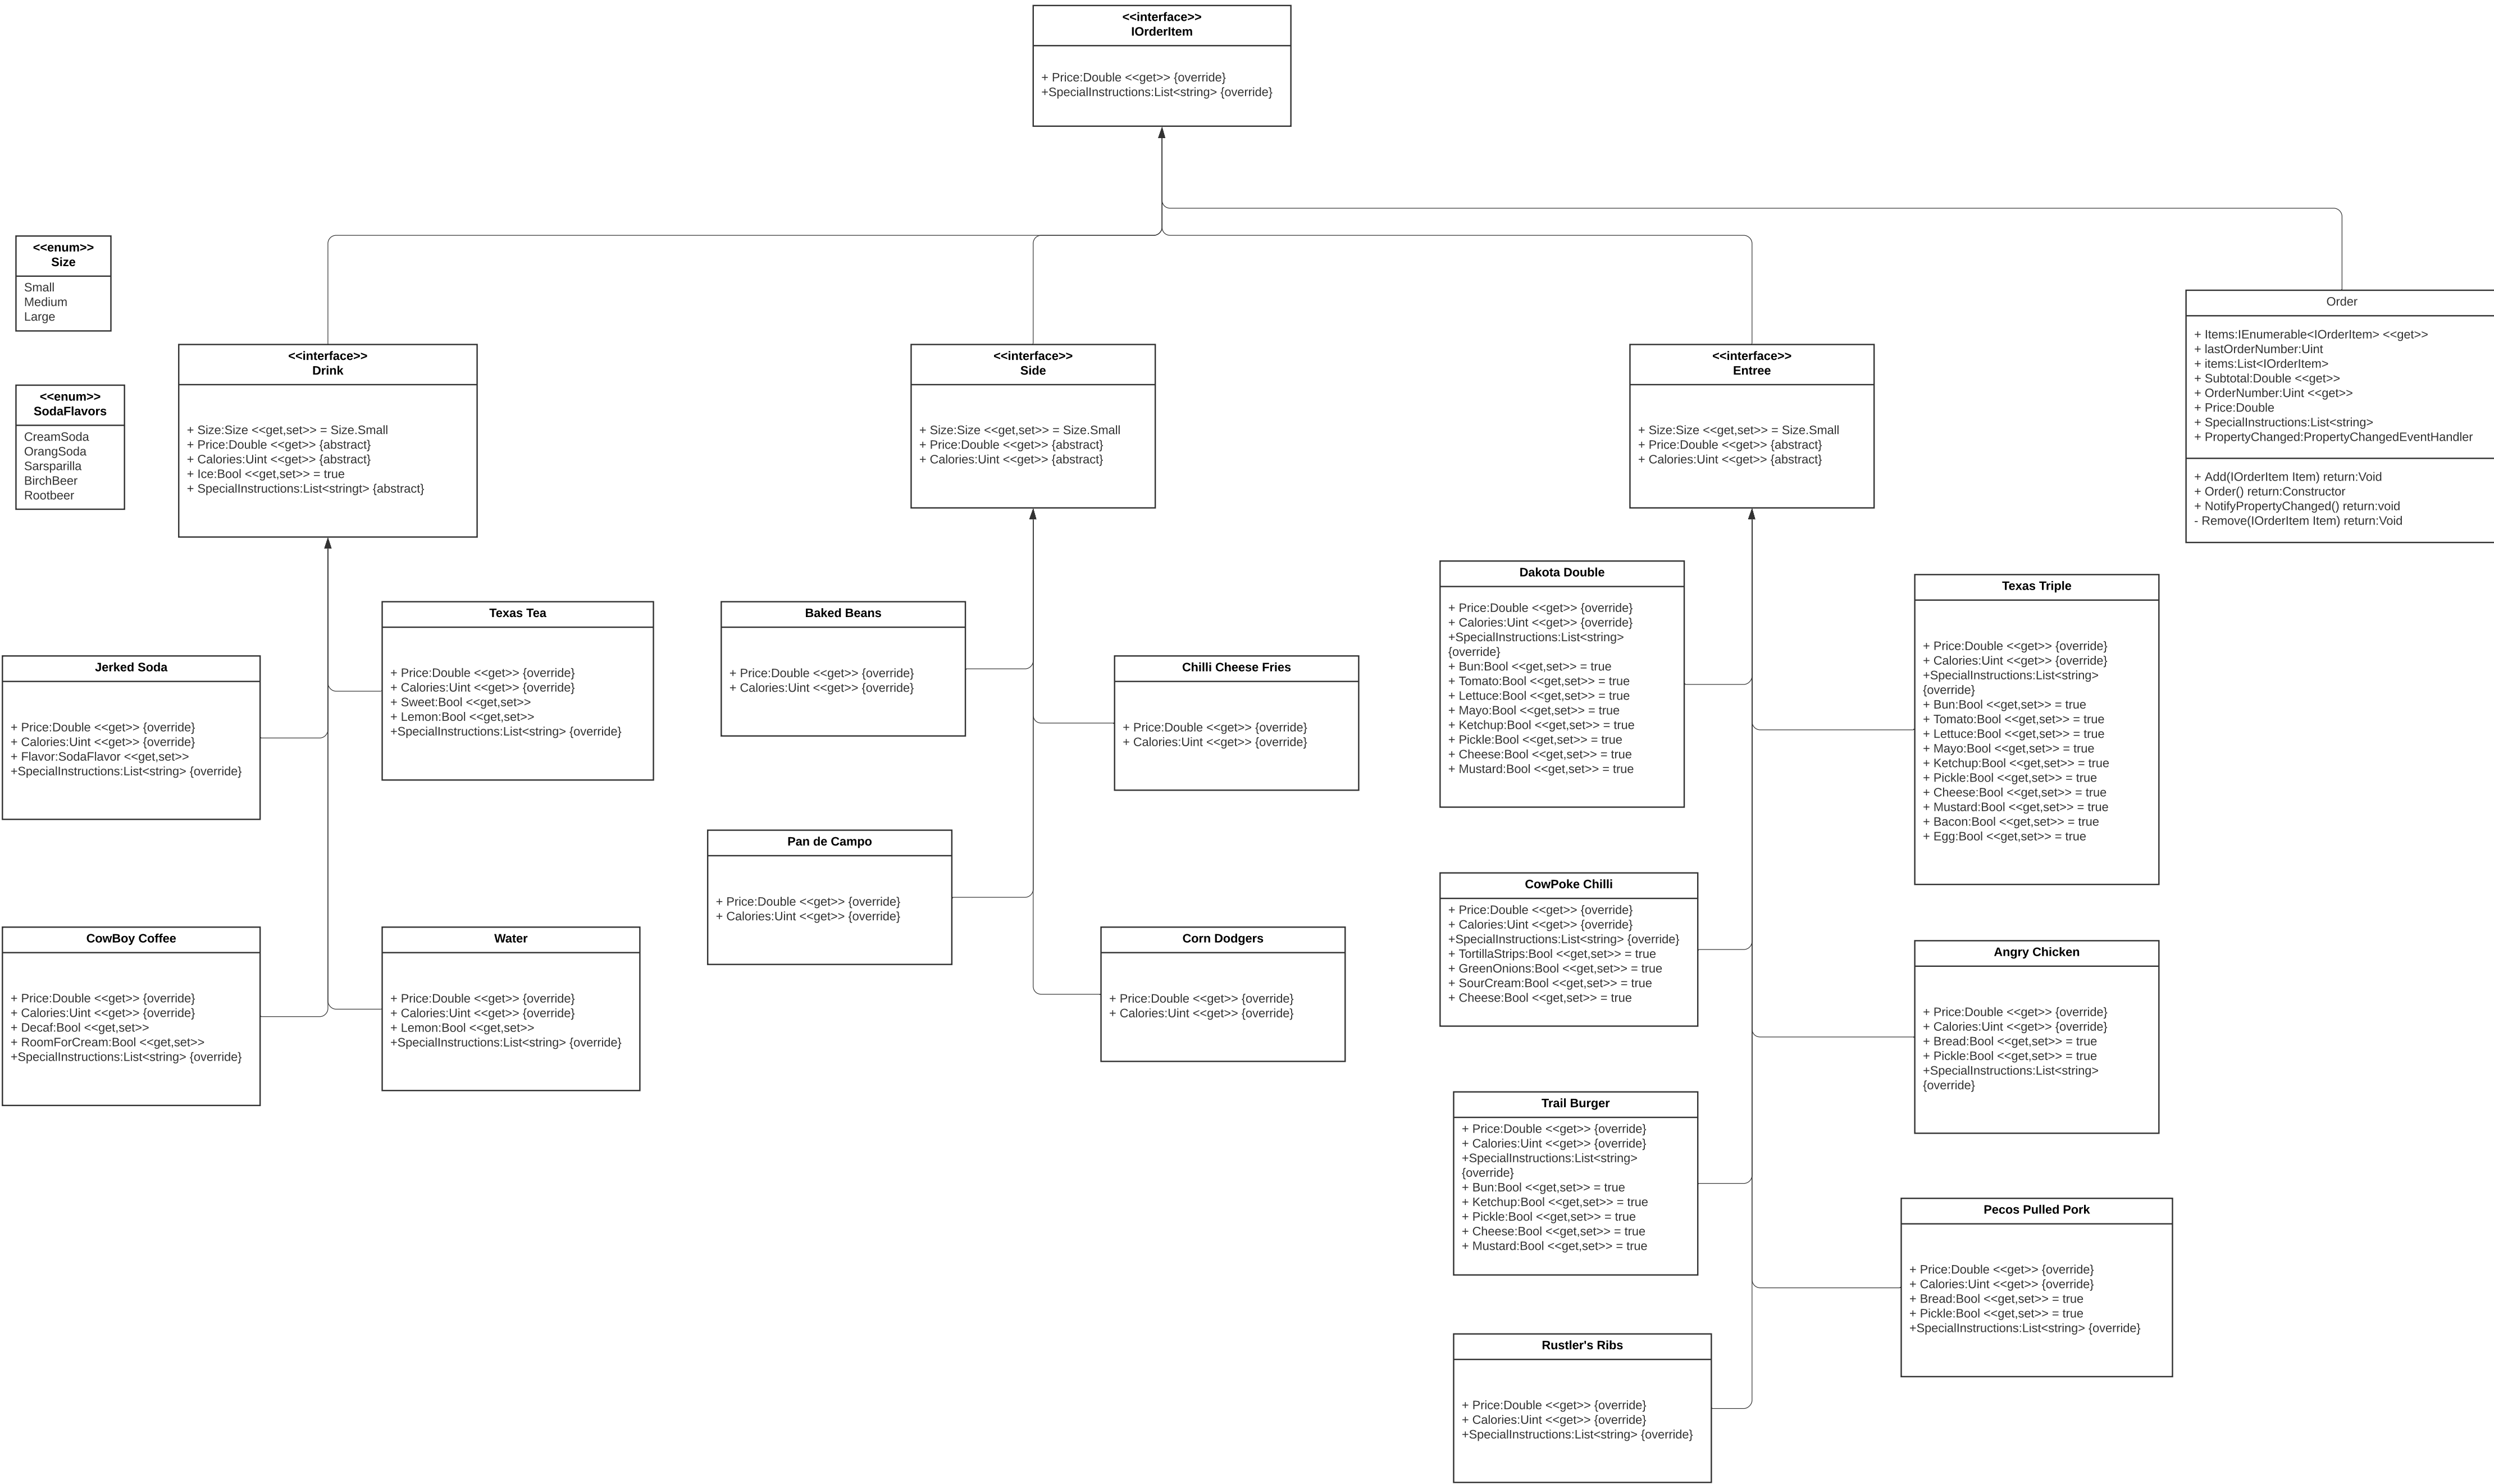 <<interface>>
IOrderItem
+ Price:Double <<get>> {override}
+SpecialInstructions:List<string> {override}
<<enum>>
Size
Small
Medium
Large
<<enum>>
SodaFlavors
CreamSoda
OrangSoda
Sarsparilla
BirchBeer
Rootbeer
<<interface>>
Drink
+ Size:Size <<get,set>> = Size.Small
+ Price:Double <<get>> {abstract}
+ Calories:Uint <<get>> {abstract}
+ Ice:Bool <<get,set>> = true
+ SpecialInstructions:List<stringt> {abstract}
<<interface>>
Side
+ Size:Size <<get,set>> = Size.Small
+ Price:Double <<get>> {abstract}
+ Calories:Uint <<get>> {abstract}
<<interface>>
Entree
+ Size:Size <<get,set>> = Size.Small
+ Price:Double <<get>> {abstract}
+ Calories:Uint <<get>> {abstract}
Order
+ Items:IEnumerable<IOrderItem> <<get>>
+ lastOrderNumber:Uint
+ items:List<IOrderItem>
+ Subtotal:Double <<get>>
+ OrderNumber:Uint <<get>>
+ Price:Double
+ SpecialInstructions:List<string>
+ PropertyChanged:PropertyChangedEventHandler
+ Add(IOrderItem Item) return:Void
+ Order() return:Constructor
+ NotifyPropertyChanged() return:void
- Remove(IOrderItem Item) return:Void
Jerked Soda
+ Price:Double <<get>> {override}
+ Calories:Uint <<get>> {override}
+ Flavor:SodaFlavor <<get,set>>
+SpecialInstructions:List<string> {override}
Texas Tea
+ Price:Double <<get>> {override}
+ Calories:Uint <<get>> {override}
+ Sweet:Bool <<get,set>>
+ Lemon:Bool <<get,set>>
+SpecialInstructions:List<string> {override}
CowBoy Coffee
+ Price:Double <<get>> {override}
+ Calories:Uint <<get>> {override}
+ Decaf:Bool <<get,set>>
+ RoomForCream:Bool <<get,set>>
+SpecialInstructions:List<string> {override}
Water
+ Price:Double <<get>> {override}
+ Calories:Uint <<get>> {override}
+ Lemon:Bool <<get,set>>
+SpecialInstructions:List<string> {override}
Baked Beans
+ Price:Double <<get>> {override}
+ Calories:Uint <<get>> {override}
Chilli Cheese Fries
+ Price:Double <<get>> {override}
+ Calories:Uint <<get>> {override}
Pan de Campo
+ Price:Double <<get>> {override}
+ Calories:Uint <<get>> {override}
Corn Dodgers
+ Price:Double <<get>> {override}
+ Calories:Uint <<get>> {override}
Dakota Double
+ Price:Double <<get>> {override}
+ Calories:Uint <<get>> {override}
+SpecialInstructions:List<string>
{override}
+ Bun:Bool <<get,set>> = true
+ Tomato:Bool <<get,set>> = true
+ Lettuce:Bool <<get,set>> = true
+ Mayo:Bool <<get,set>> = true
+ Ketchup:Bool <<get,set>> = true
+ Pickle:Bool <<get,set>> = true
+ Cheese:Bool <<get,set>> = true
+ Mustard:Bool <<get,set>> = true
Texas Triple
+ Price:Double <<get>> {override}
+ Calories:Uint <<get>> {override}
+SpecialInstructions:List<string>
{override}
+ Bun:Bool <<get,set>> = true
+ Tomato:Bool <<get,set>> = true
+ Lettuce:Bool <<get,set>> = true
+ Mayo:Bool <<get,set>> = true
+ Ketchup:Bool <<get,set>> = true
+ Pickle:Bool <<get,set>> = true
+ Cheese:Bool <<get,set>> = true
+ Mustard:Bool <<get,set>> = true
+ Bacon:Bool <<get,set>> = true
+ Egg:Bool <<get,set>> = true
CowPoke Chilli
+ Price:Double <<get>> {override}
+ Calories:Uint <<get>> {override}
+SpecialInstructions:List<string> {override}
+ TortillaStrips:Bool <<get,set>> = true
+ GreenOnions:Bool <<get,set>> = true
+ SourCream:Bool <<get,set>> = true
+ Cheese:Bool <<get,set>> = true
Angry Chicken
+ Price:Double <<get>> {override}
+ Calories:Uint <<get>> {override}
+ Bread:Bool <<get,set>> = true
+ Pickle:Bool <<get,set>> = true
+SpecialInstructions:List<string>
{override}
Trail Burger
+ Price:Double <<get>> {override}
+ Calories:Uint <<get>> {override}
+SpecialInstructions:List<string>
{override}
+ Bun:Bool <<get,set>> = true
+ Ketchup:Bool <<get,set>> = true
+ Pickle:Bool <<get,set>> = true
+ Cheese:Bool <<get,set>> = true
+ Mustard:Bool <<get,set>> = true
Pecos Pulled Pork
+ Price:Double <<get>> {override}
+ Calories:Uint <<get>> {override}
+ Bread:Bool <<get,set>> = true
+ Pickle:Bool <<get,set>> = true
+SpecialInstructions:List<string> {override}
Rustler's Ribs
+ Price:Double <<get>> {override}
+ Calories:Uint <<get>> {override}
+SpecialInstructions:List<string> {override}